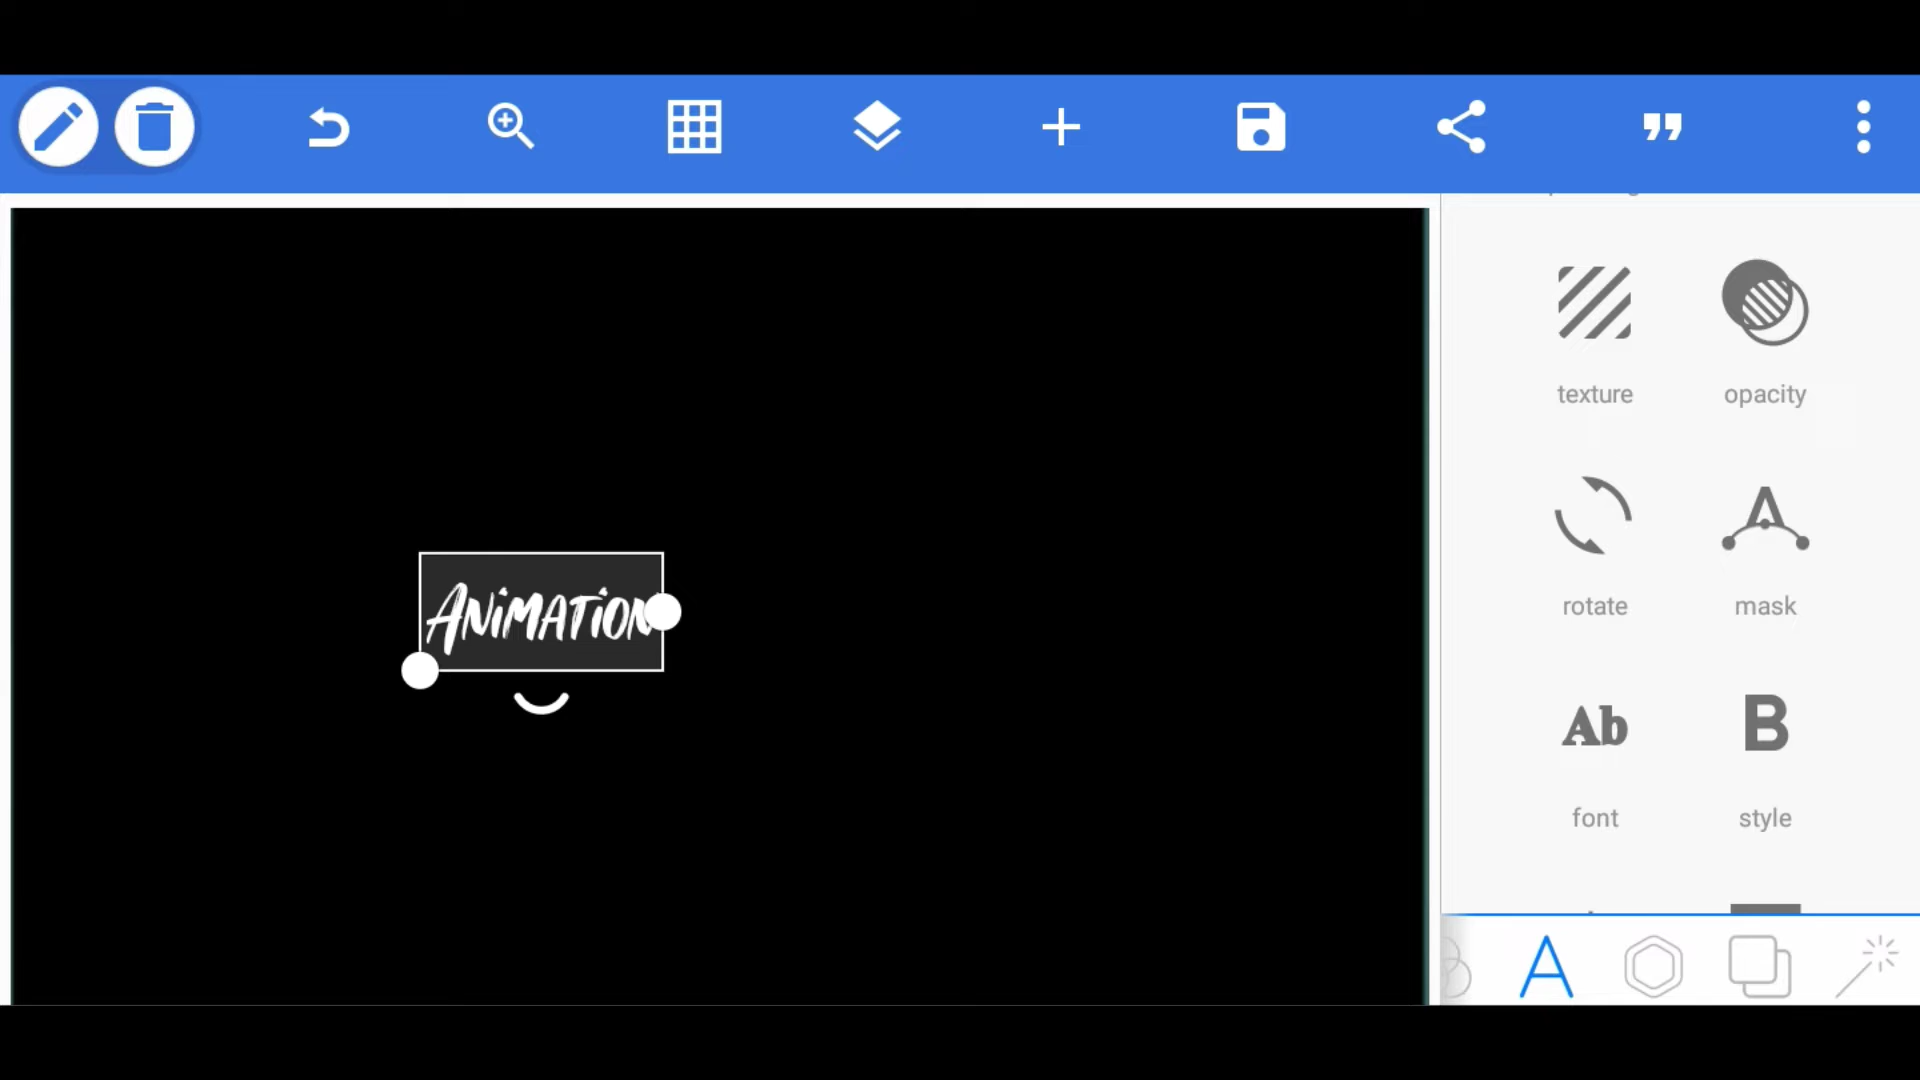 texture opacity
rotate mask
Ab B
font style
ANiMATiON
A